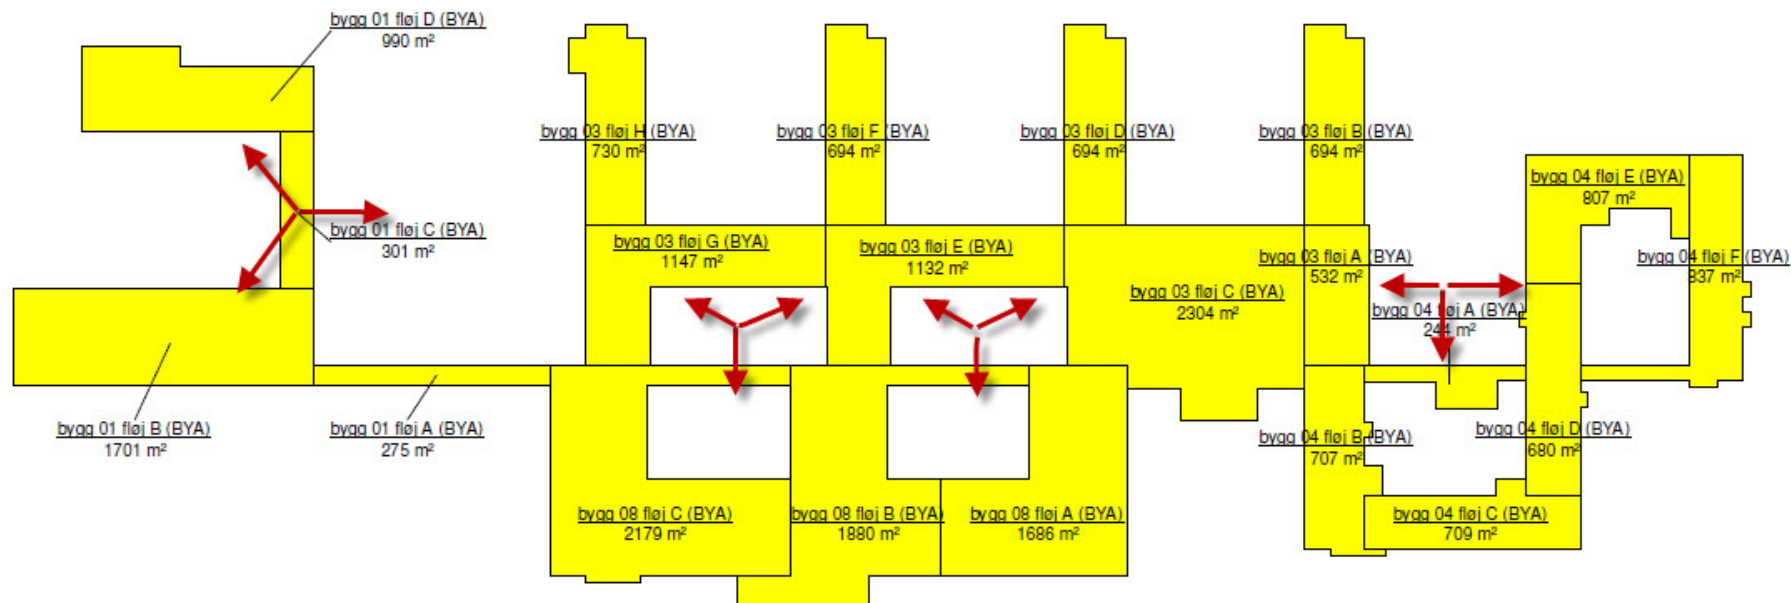 bygg 01 fløj D (BYA)
990 m²
bygg 03 fløj H (BYA)
730 m²
bygg 03 fløj F (BYA)
694 m²
bygg 03 fløj D (BYA)
694 m²
bygg 03 fløj B (BYA)
694 m²
bygg 04 fløj E (BYA)
807 m²
bygg 01 fløj C (BYA)
301 m²
bygg 03 fløj G (BYA)
1147 m²
bygg 03 fløj E (BYA)
1132 m²
bygg 03 fløj C (BYA)
2304 m²
bygg 03 fløj A (BYA)
532 m²
bygg 04 fløj F (BYA)
837 m²
bygg 04 fløj A (BYA)
244 m²
bygg 01 fløj B (BYA)
1701 m²
bygg 01 fløj A (BYA)
275 m²
bygg 04 fløj B (BYA)
707 m²
bygg 04 fløj D (BYA)
680 m²
bygg 08 fløj C (BYA)
2179 m²
bygg 08 fløj B (BYA)
1880 m²
bygg 08 fløj A (BYA)
1686 m²
bygg 04 fløj C (BYA)
709 m²